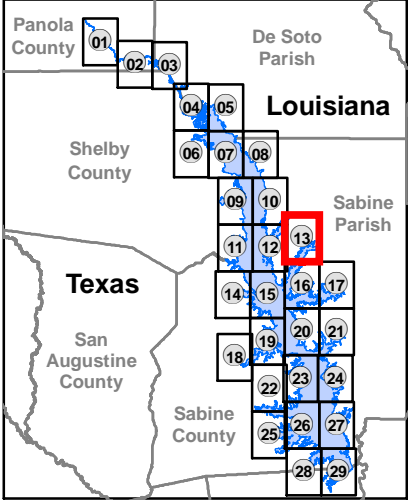 Panola
County
De Soto
Parish
01
02
03
04
05
Louisiana
Shelby
County
06
07
08
09
10
Sabine
Parish
11
12
13
Texas
14
15
16
17
San
Augustine
County
18
19
20
21
22
23
24
Sabine
County
25
26
27
28
29